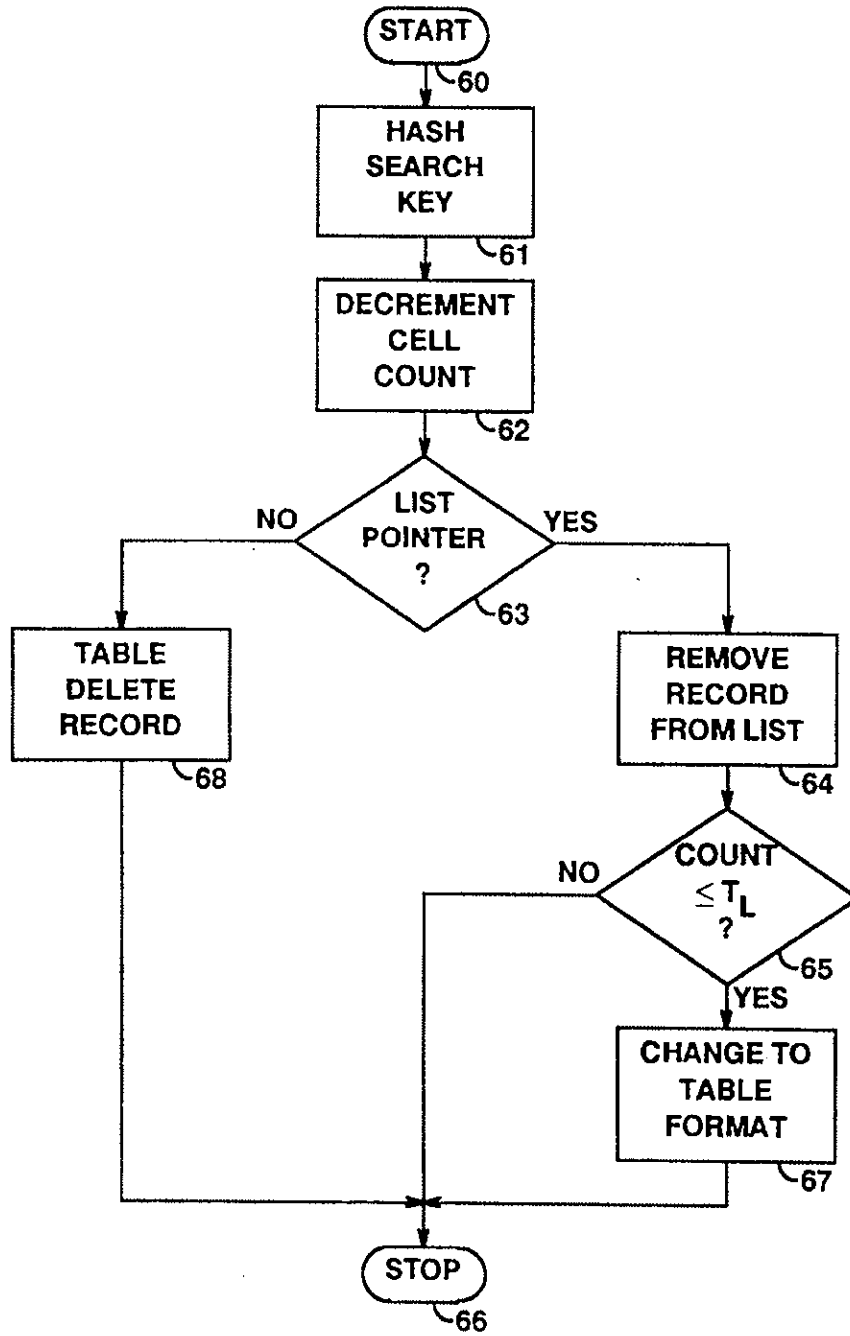 START
60
HASH
SEARCH
KEY
61
DECREMENT
CELL
COUNT
62
LIST
POINTER
?
63
NO
YES
TABLE
DELETE
RECORD
68
REMOVE
RECORD
FROM LIST
64
COUNT
≤ TL
?
65
NO
YES
CHANGE TO
TABLE
FORMAT
67
STOP
66